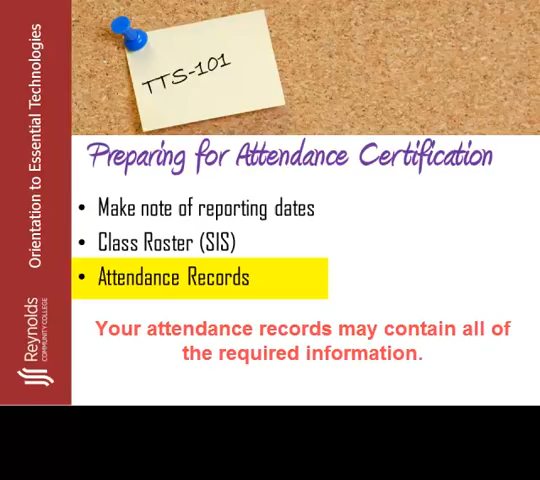 TTS-101
Preparing for Attendance Certification
• Make note of reporting dates
• Class Roster (SIS)
• Attendance Records
Your attendance records may contain all of
the required information.
Orientation to Essential Technologies
Reynolds
COMMUNITY COLLEGE